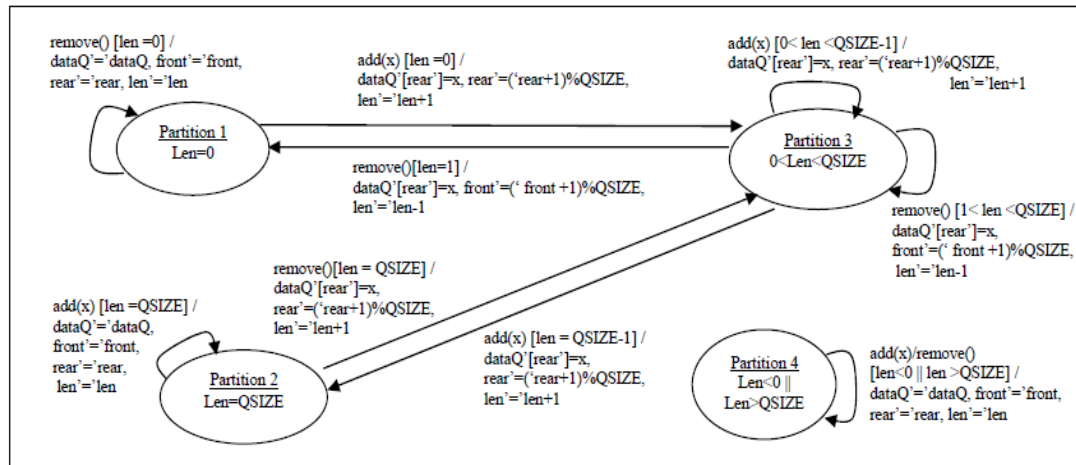 remove() [len =0] /
dataQ'='dataQ, front'='front,
rear'='rear, len'='len
add(x) [len =0] /
dataQ'[rear']=x, rear'=('rear+1)%QSIZE,
len'='len+1
add(x) [0< len <QSIZE-1] /
dataQ'[rear']=x, rear'=('rear+1)%QSIZE,
len'='len+1
Partition 1
Len=0
Partition 3
0<Len<QSIZE
remove()[len=1] /
dataQ'[rear']=x, front'=(' front +1)%QSIZE,
len'='len-1
remove() [1< len <QSIZE] /
dataQ'[rear']=x,
front'=(' front +1)%QSIZE,
len'='len-1
remove()[len = QSIZE] /
dataQ'[rear']=x,
rear'=('rear+1)%QSIZE,
len'='len+1
add(x) [len =QSIZE] /
dataQ'='dataQ,
front'='front,
rear'='rear,
len'='len
add(x) [len = QSIZE-1] /
dataQ'[rear']=x,
rear'=('rear+1)%QSIZE,
len'='len+1
Partition 2
Len=QSIZE
Partition 4
Len<0 ||
Len>QSIZE
add(x)/remove()
[len<0 || len >QSIZE] /
dataQ'='dataQ, front'='front,
rear'='rear, len'='len